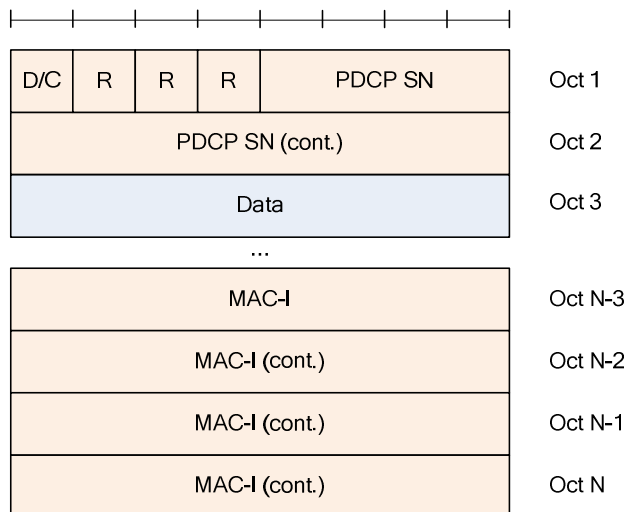 D/C R R R PDCP SN Oct 1
PDCP SN (cont.) Oct 2
Data Oct 3
...
MAC-I Oct N-3
MAC-I (cont.) Oct N-2
MAC-I (cont.) Oct N-1
MAC-I (cont.) Oct N